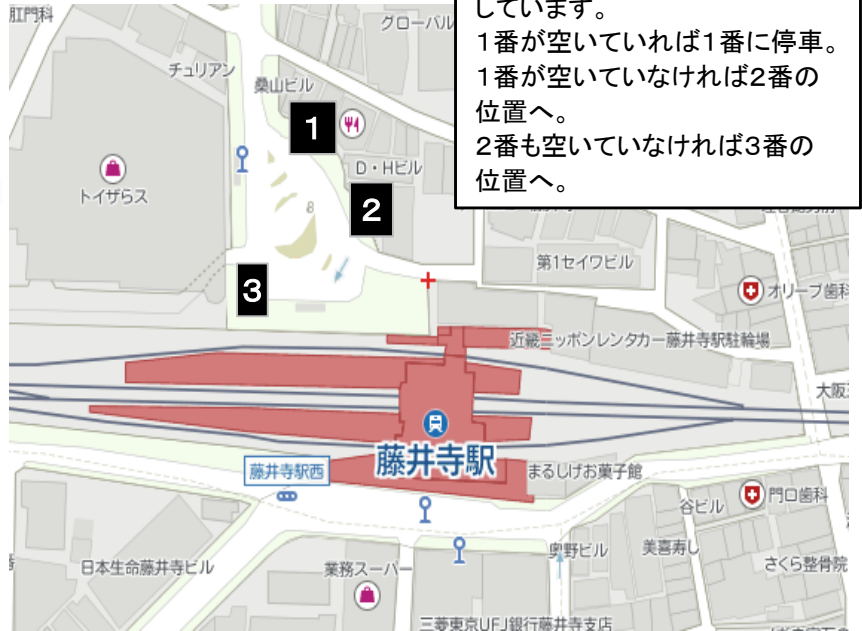 しています。
1番が空いていれば1番に停車。
1番が空いていなければ2番の
位置へ。
2番も空いていなければ3番の
位置へ。
肛門科
グローバル
チュリアン
桑山ビル
1
D・Hビル
トイザらス
2
8
第1セイワビル
3
オリーブ歯科
近畿ニッポンレンタカー藤井寺駅駐輪場
大阪
藤井寺駅
藤井寺駅西
まるしげお菓子館
谷ビル
門口歯科
奥野ビル
美喜寿し
日本生命藤井寺ビル
業務スーパー
さくら整骨院
三菱東京UFJ銀行藤井寺支店